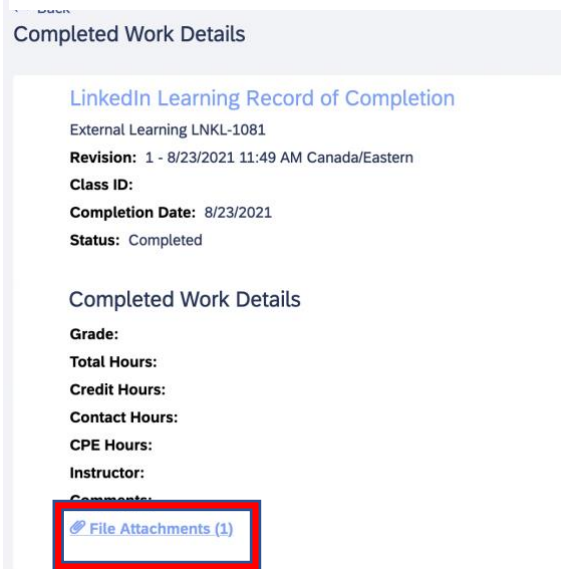 Back
Completed Work Details
LinkedIn Learning Record of Completion
External Learning LNKL-1081
Revision: 1 - 8/23/2021 11:49 AM Canada/Eastern
Class ID:
Completion Date: 8/23/2021
Status: Completed
Completed Work Details
Grade:
Total Hours:
Credit Hours:
Contact Hours:
CPE Hours:
Instructor:
Comments:
File Attachments (1)